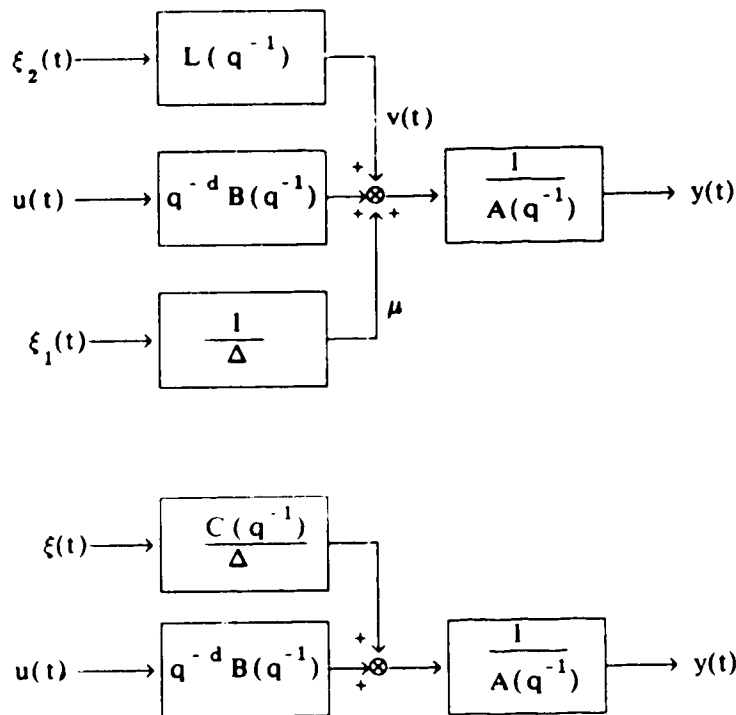 ξ₂(t)
L(q⁻¹)
v(t)
+
u(t)
q⁻ᵈ B(q⁻¹)
+ +
1
A(q⁻¹)
y(t)
μ
ξ₁(t)
1
Δ
ξ(t)
C(q⁻¹)
Δ
+
u(t)
q⁻ᵈ B(q⁻¹)
+
1
A(q⁻¹)
y(t)